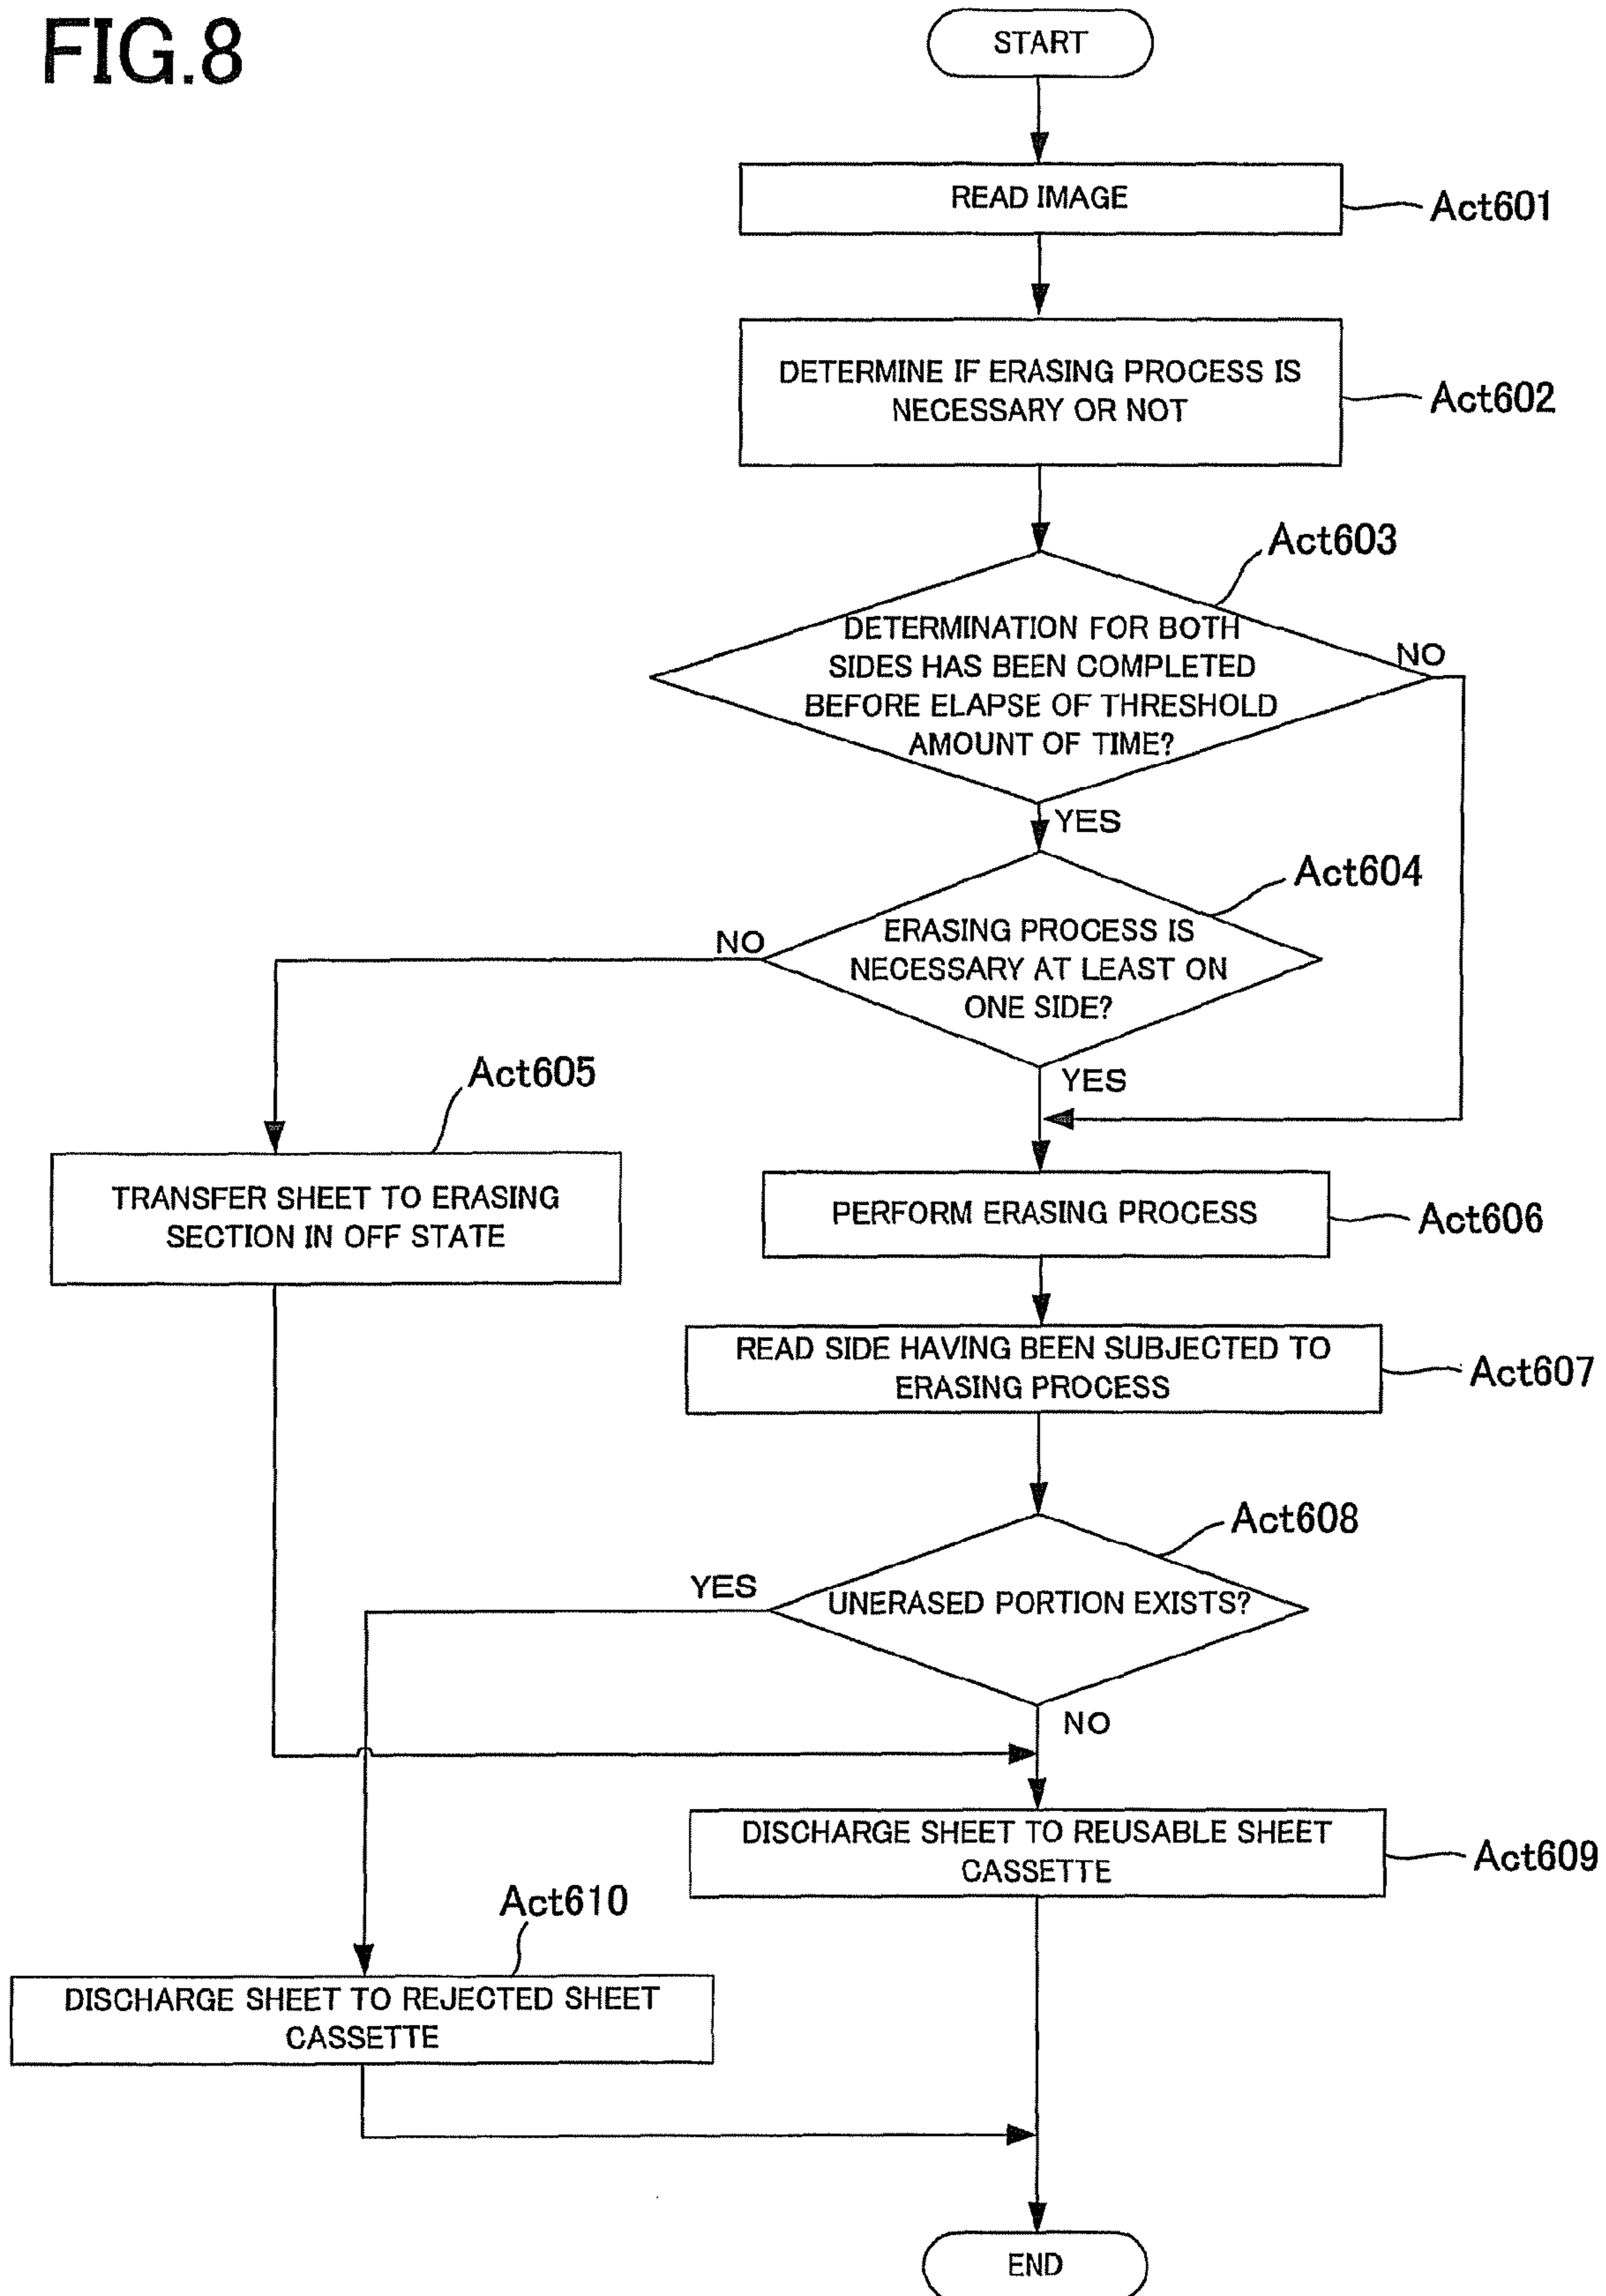 FIG.8
START
READ IMAGE
Act601
DETERMINE IF ERASING PROCESS IS
NECESSARY OR NOT
Act602
Act603
DETERMINATION FOR BOTH
SIDES HAS BEEN COMPLETED
BEFORE ELAPSE OF THRESHOLD
AMOUNT OF TIME?
NO
YES
Act604
ERASING PROCESS IS
NECESSARY AT LEAST ON
ONE SIDE?
NO
YES
Act605
TRANSFER SHEET TO ERASING
SECTION IN OFF STATE
PERFORM ERASING PROCESS
Act606
READ SIDE HAVING BEEN SUBJECTED TO
ERASING PROCESS
Act607
Act608
UNERASED PORTION EXISTS?
YES
NO
DISCHARGE SHEET TO REUSABLE SHEET
CASSETTE
Act609
Act610
DISCHARGE SHEET TO REJECTED SHEET
CASSETTE
END